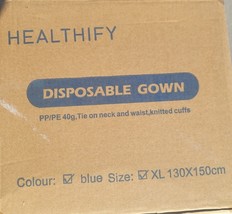 HEALTHIFY
DISPOSABLE GOWN
PP/PE 40g,Tie on neck and waist,knitted cuffs
Colour: ☑ blue Size: ☑ XL 130X150cm